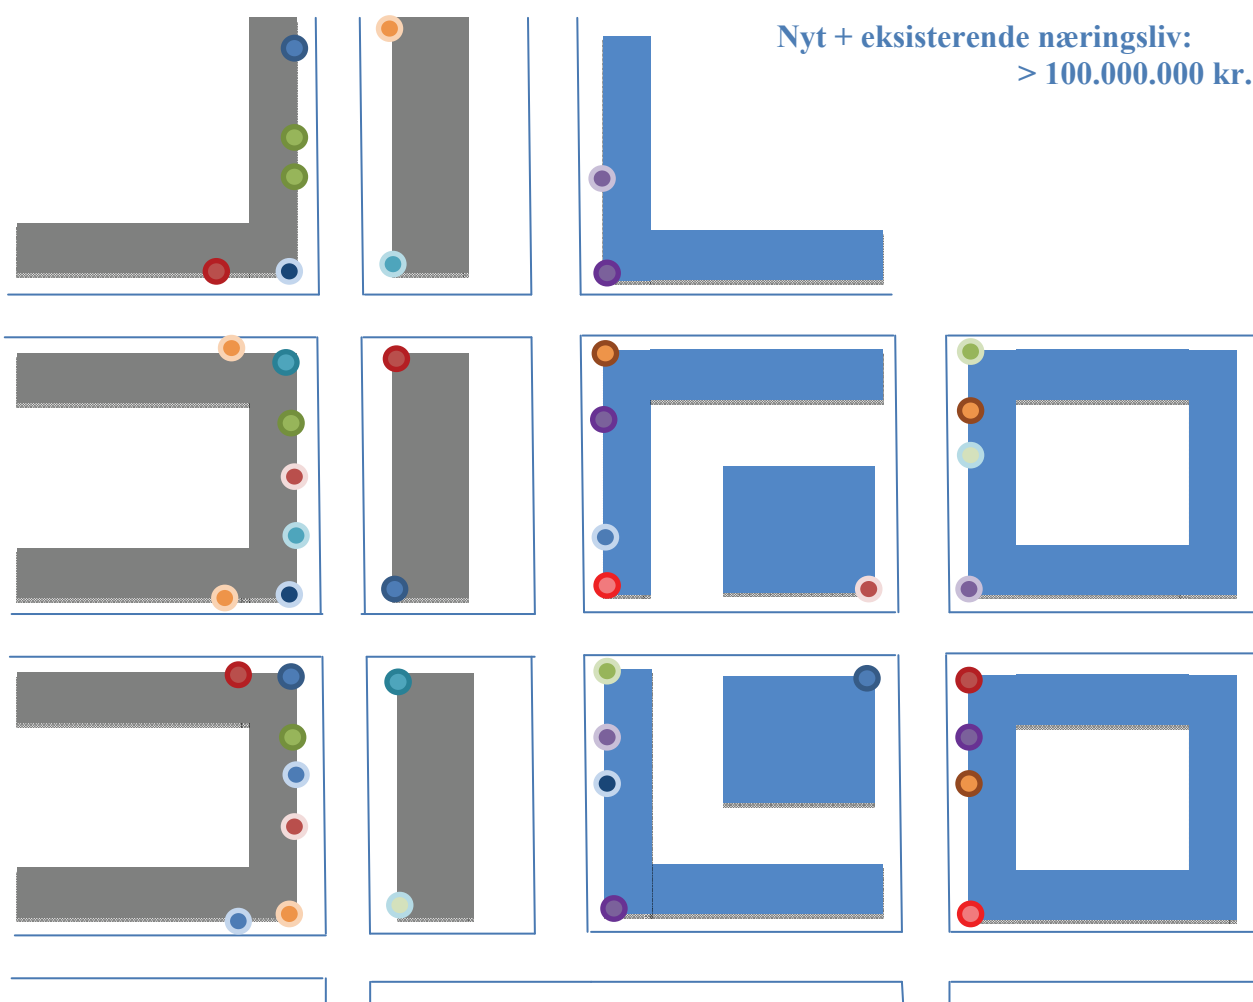 Nyt + eksisterende næringsliv:
> 100.000.000 kr.